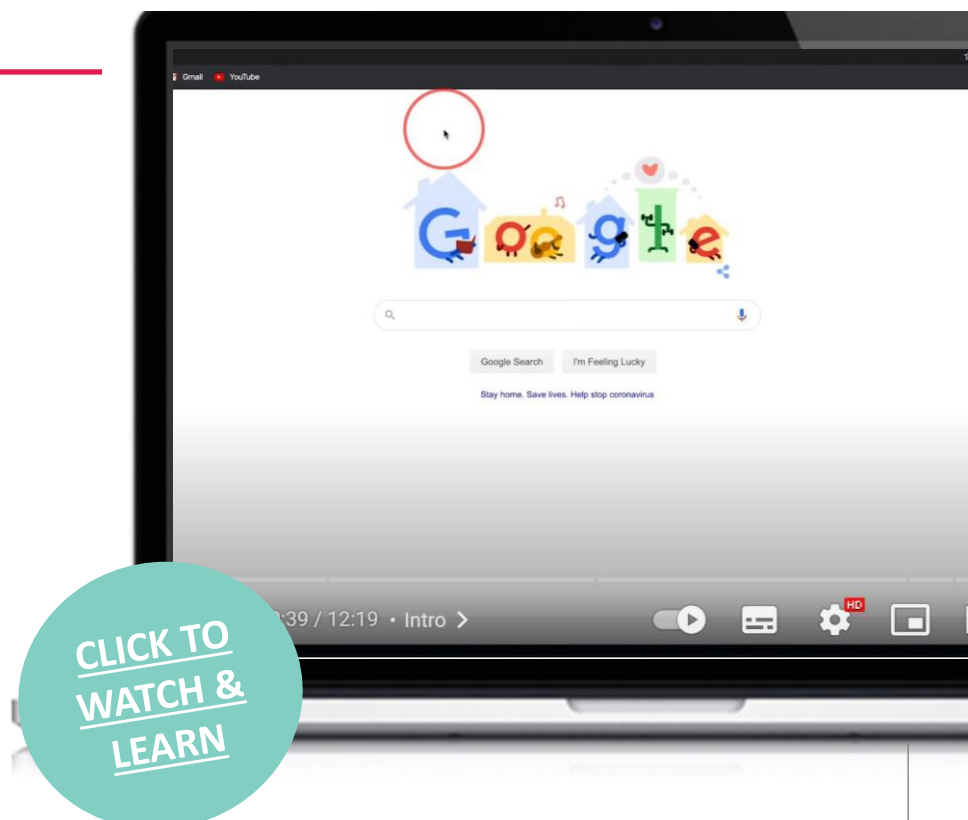 Gmail YouTube
Google
Google Search I'm Feeling Lucky
Stay home. Save lives. Help stop coronavirus
:39 / 12:19 • Intro
HD
CLICK TO
WATCH &
LEARN